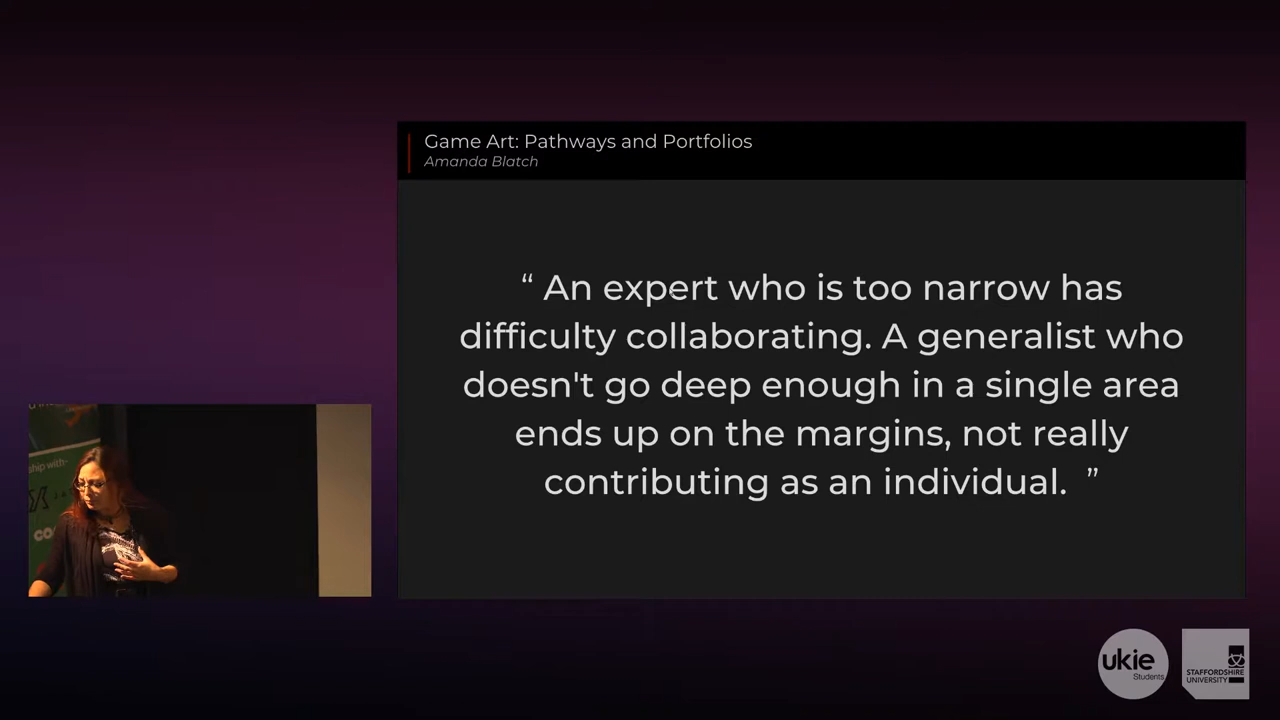 Game Art: Pathways and Portfolios
Amanda Blatch
“ An expert who is too narrow has
difficulty collaborating. A generalist who
doesn't go deep enough in a single area
ends up on the margins, not really
contributing as an individual. ”
ship with-
ukie
Students
STAFFORDSHIRE
UNIVERSITY